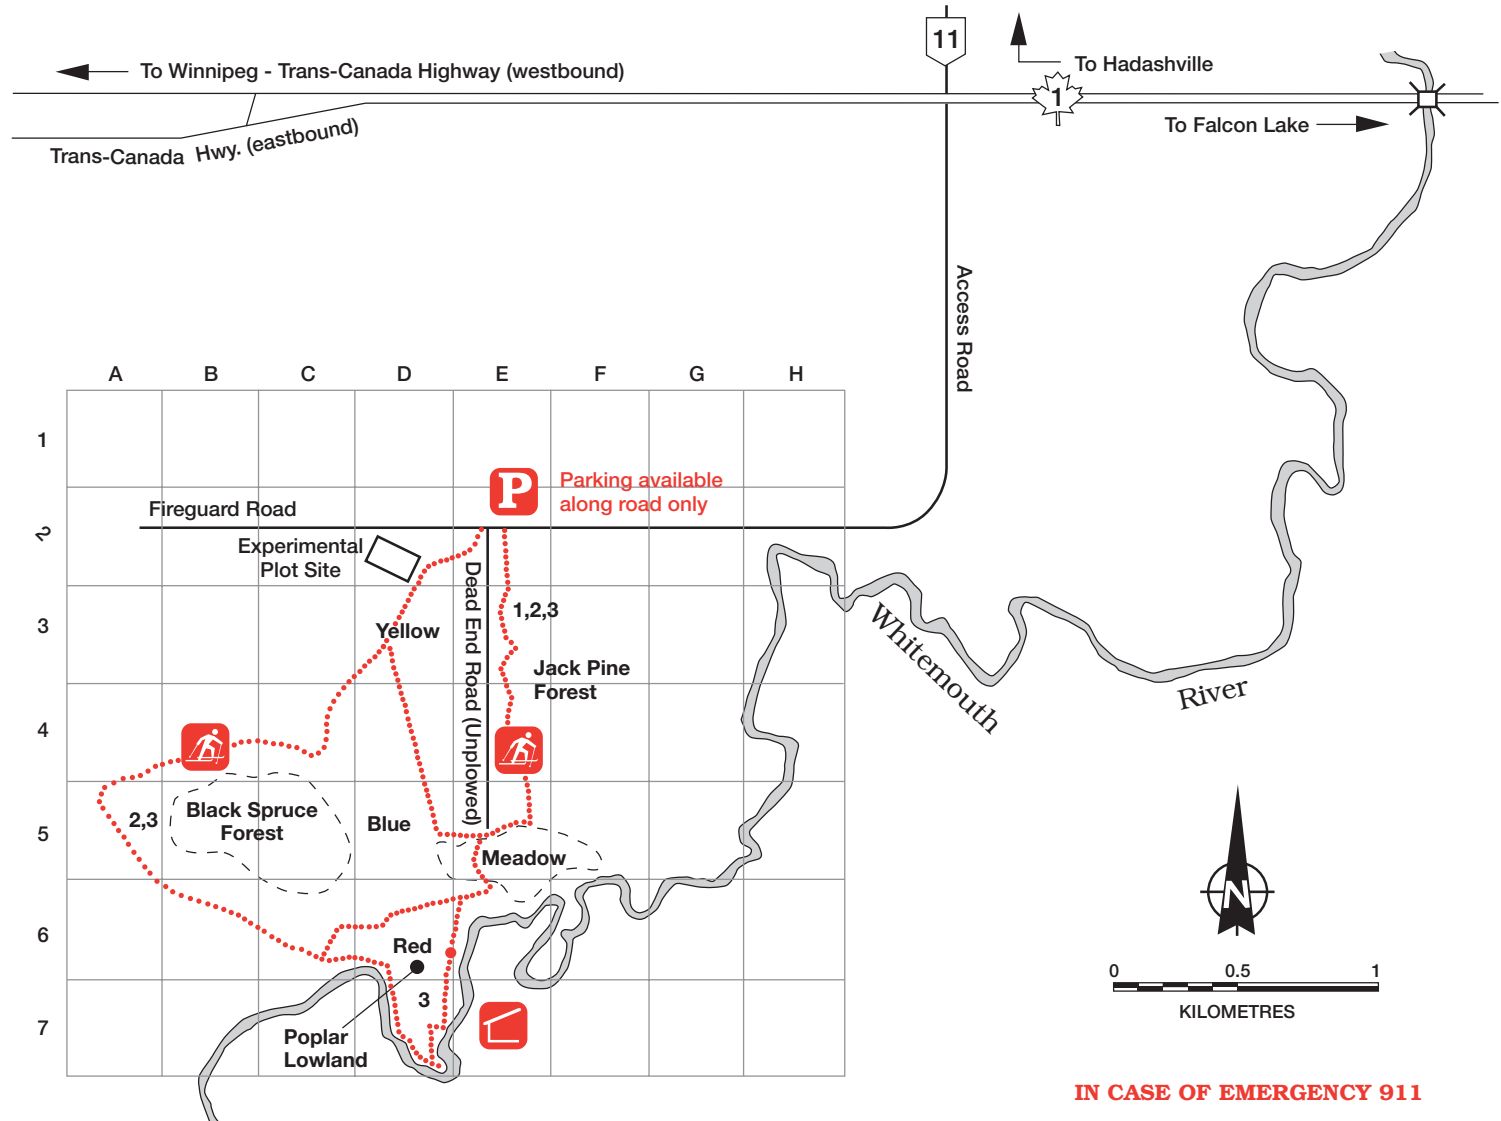 11
To Hadashville
To Winnipeg - Trans-Canada Highway (westbound)
1
To Falcon Lake
Trans-Canada Hwy. (eastbound)
Access Road
A B C D E F G H
1
P
Parking available
along road only
Fireguard Road
2
Experimental
Plot Site
Dead End Road (Unplowed)
1,2,3
3
Yellow
Jack Pine
Forest
Whitemouth
River
4
Black Spruce
Forest
2,3
Blue
5
Meadow
N
6
Red
0 0.5 1
KILOMETRES
3
7
Poplar
Lowland
IN CASE OF EMERGENCY 911